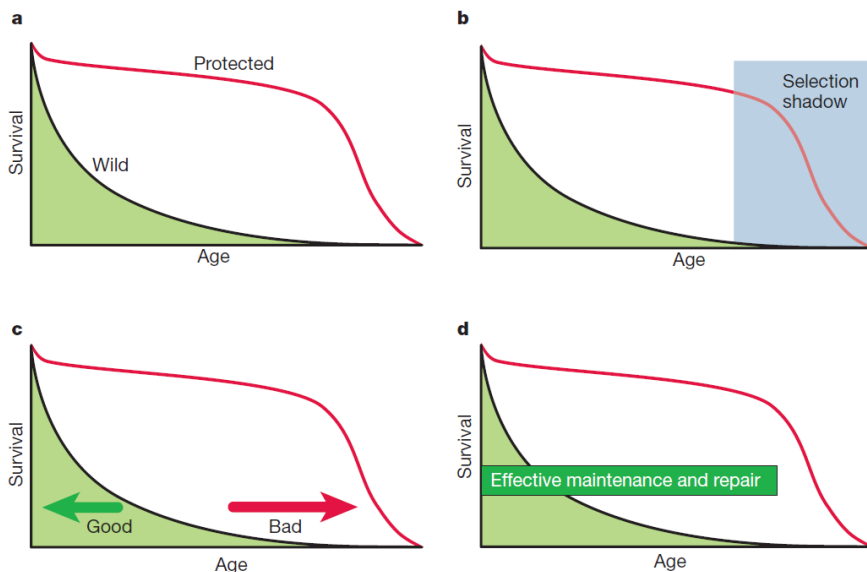 a
Survival
Protected
Wild
Age
b
Survival
Selection
shadow
Age
c
Survival
Good
Bad
Age
d
Survival
Effective maintenance and repair
Age